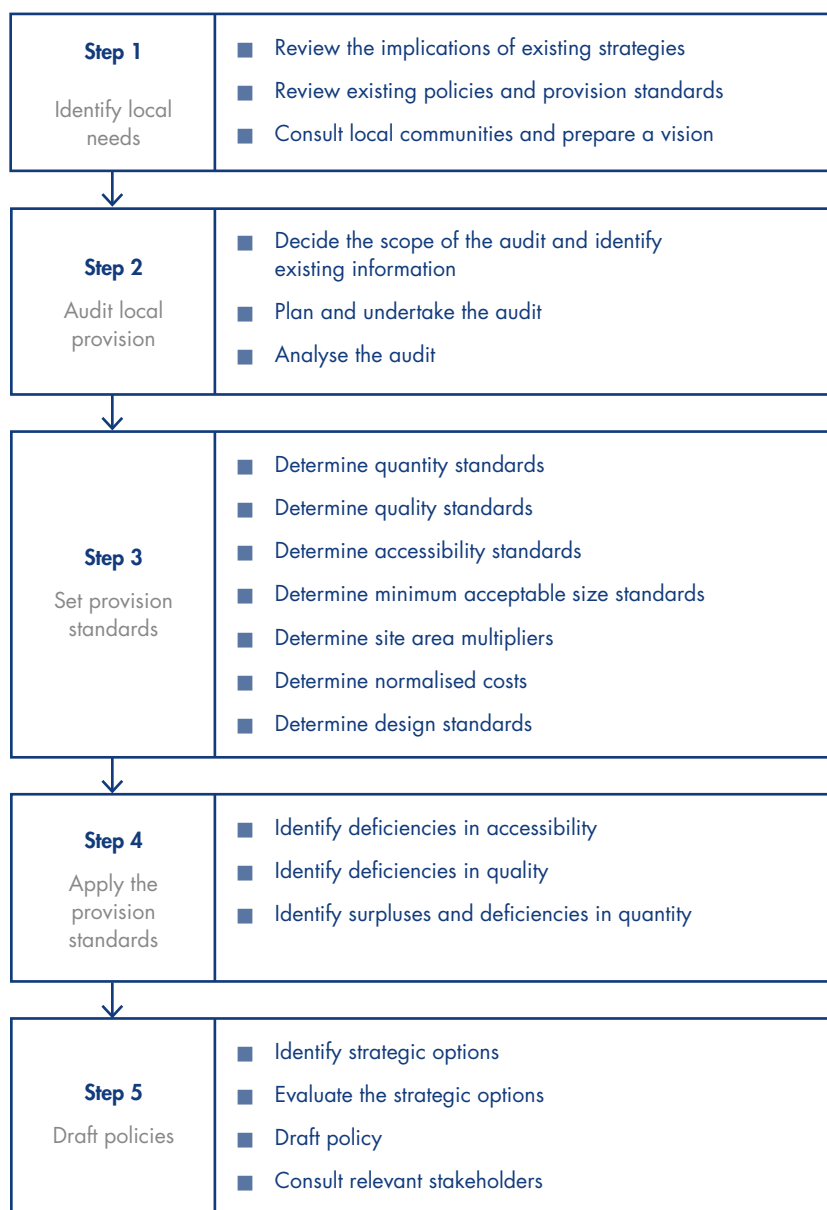 Step 1
Identify local
needs
Review the implications of existing strategies
Review existing policies and provision standards
Consult local communities and prepare a vision
Step 2
Audit local
provision
Decide the scope of the audit and identify
existing information
Plan and undertake the audit
Analyse the audit
Step 3
Set provision
standards
Determine quantity standards
Determine quality standards
Determine accessibility standards
Determine minimum acceptable size standards
Determine site area multipliers
Determine normalised costs
Determine design standards
Step 4
Apply the
provision
standards
Identify deficiencies in accessibility
Identify deficiencies in quality
Identify surpluses and deficiencies in quantity
Step 5
Draft policies
Identify strategic options
Evaluate the strategic options
Draft policy
Consult relevant stakeholders